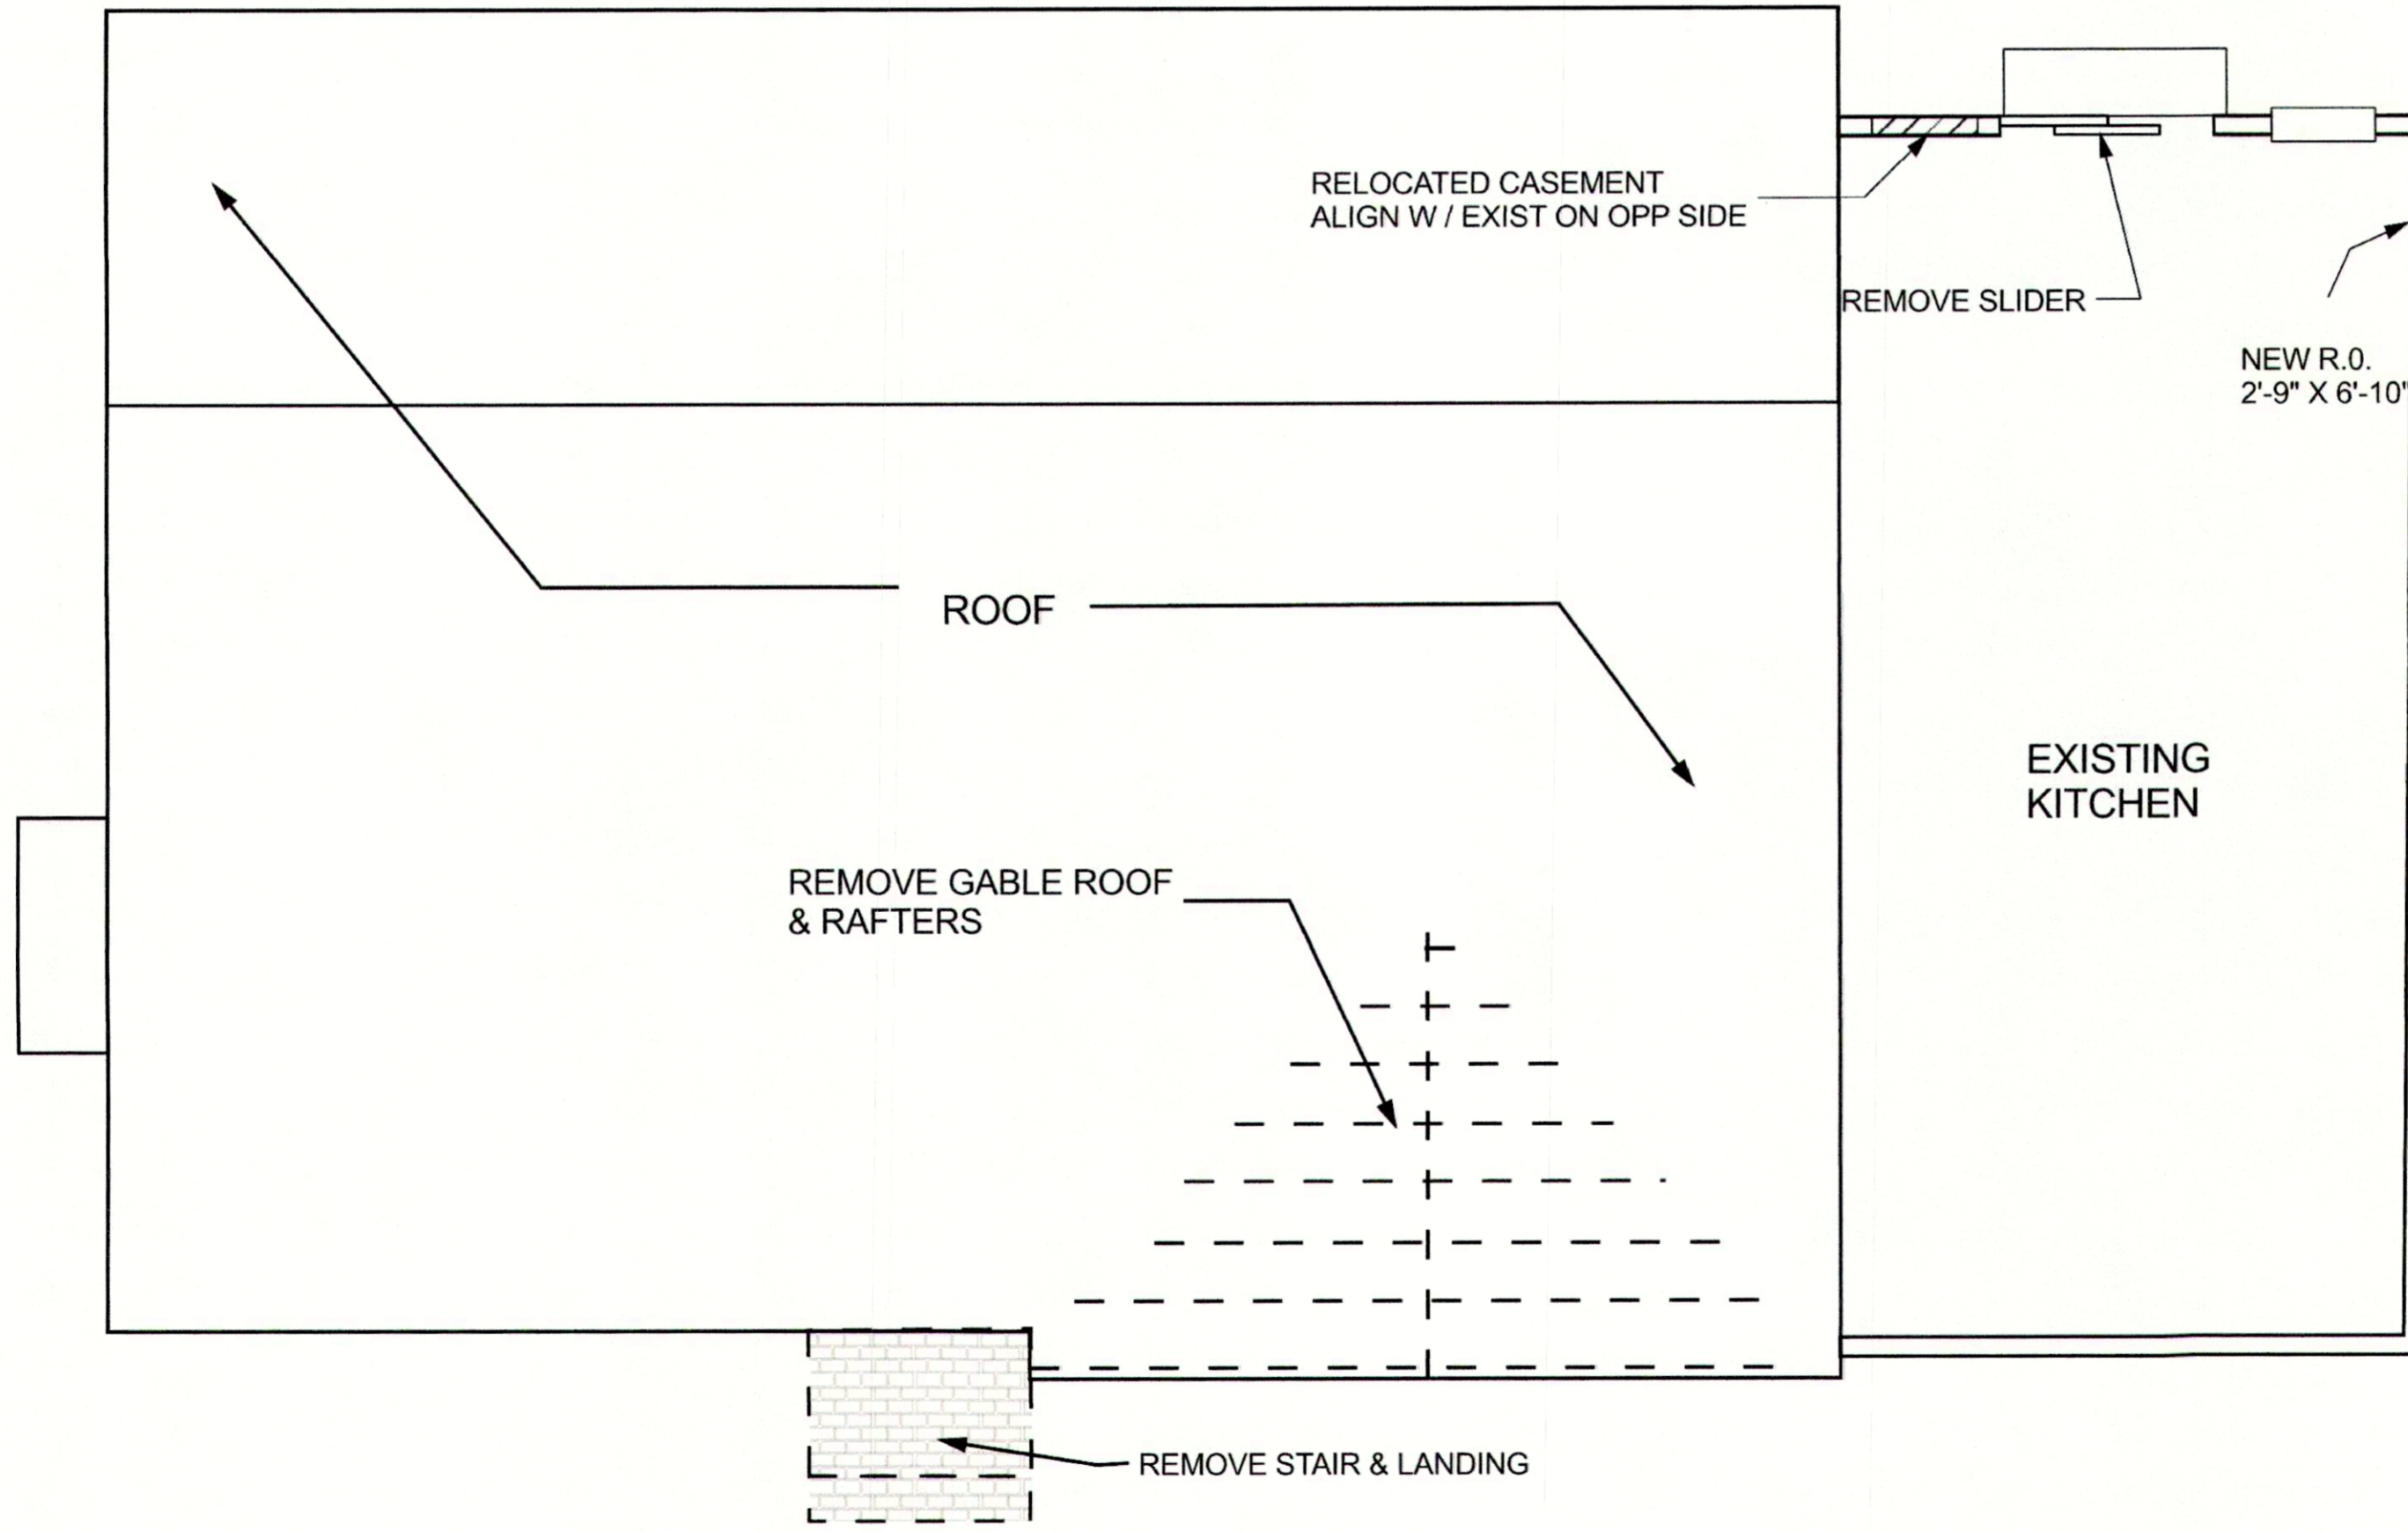 RELOCATED CASEMENT
ALIGN W / EXIST ON OPP SIDE
REMOVE SLIDER
NEW R.0.
2'-9" X 6'-10"
ROOF
EXISTING
KITCHEN
REMOVE GABLE ROOF
& RAFTERS
REMOVE STAIR & LANDING